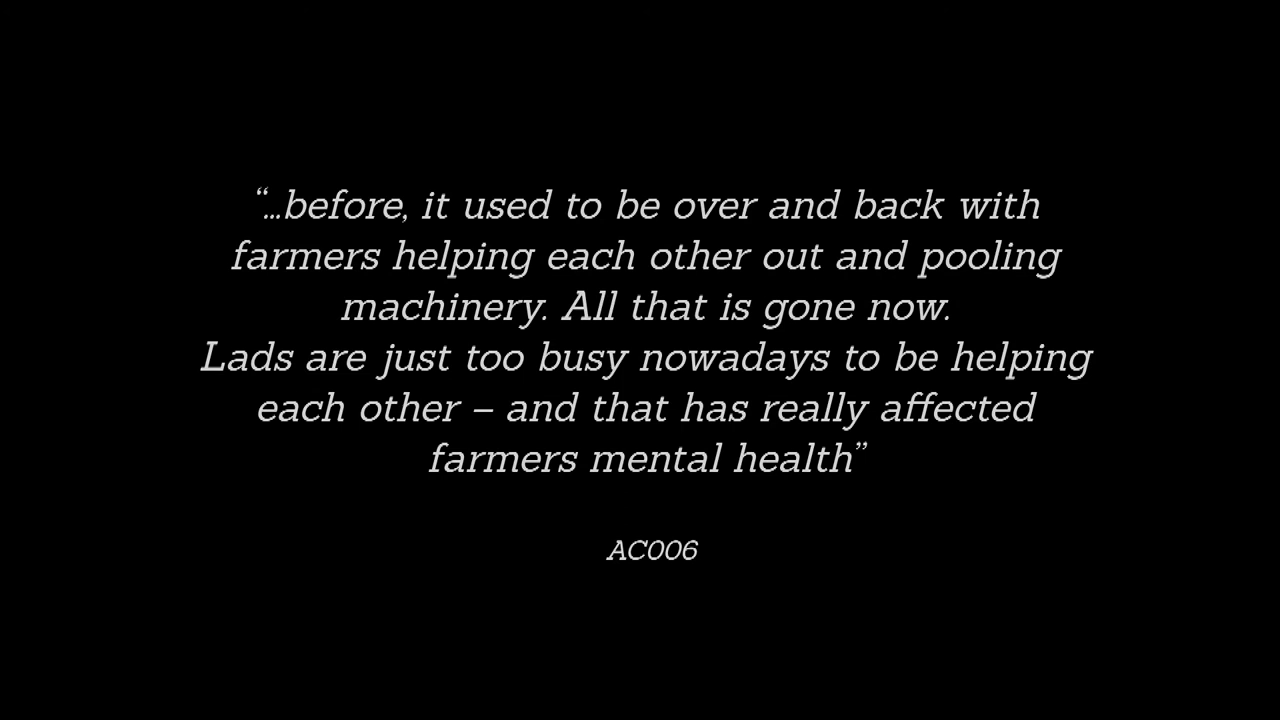 “...before, it used to be over and back with
farmers helping each other out and pooling
machinery. All that is gone now.
Lads are just too busy nowadays to be helping
each other – and that has really affected
farmers mental health”
AC006